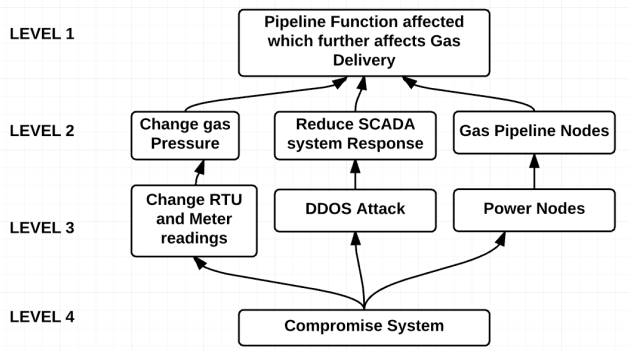 LEVEL 1
Pipeline Function affected
which further affects Gas
Delivery
LEVEL 2
Change gas
Pressure
Reduce SCADA
system Response
Gas Pipeline Nodes
LEVEL 3
Change RTU
and Meter
readings
DDOS Attack
Power Nodes
LEVEL 4
Compromise System